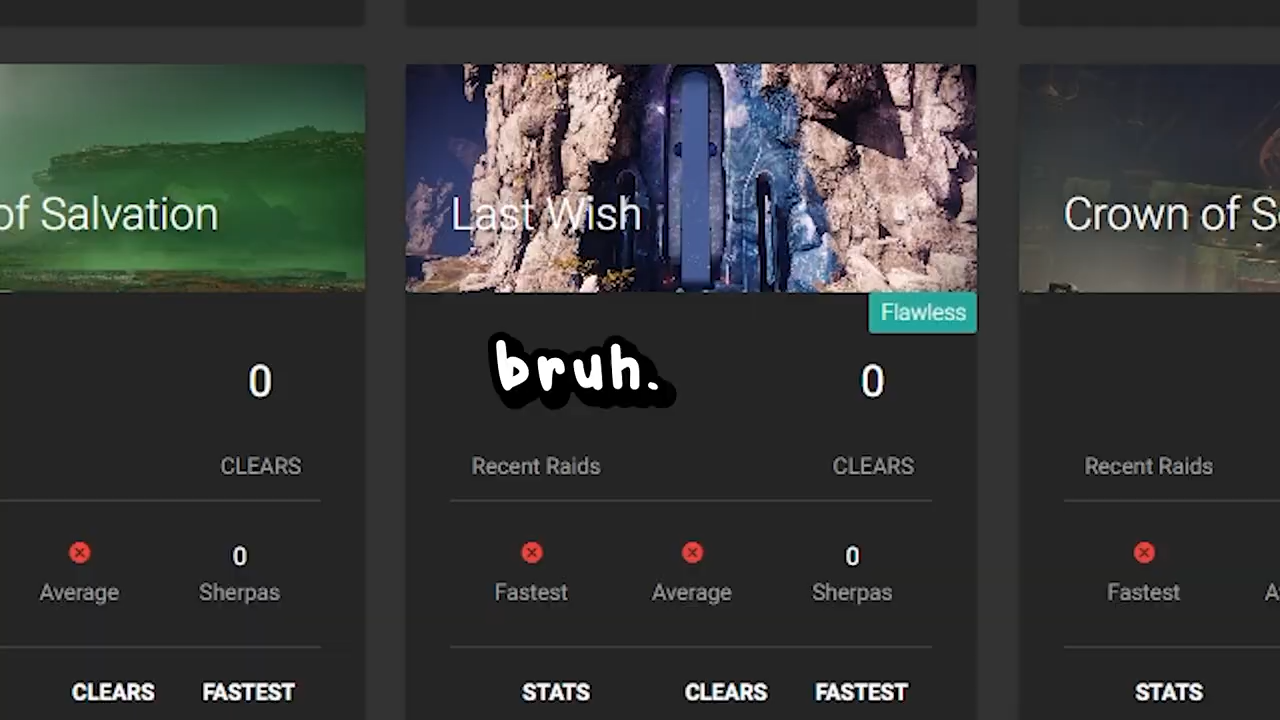 of Salvation
Last Wish
Crown of S
Flawless
bruh.
0
0
CLEARS
Recent Raids
CLEARS
Recent Raids
0
0
Average
Sherpas
Fastest
Average
Sherpas
Fastest
A
CLEARS
FASTEST
STATS
CLEARS
FASTEST
STATS